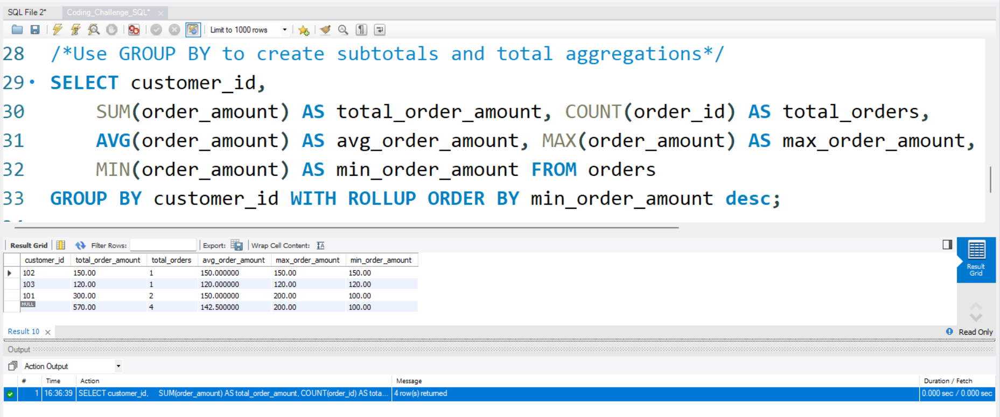 SQL File 2*   Coding_Challenge_SQL* ×
Limit to 1000 rows
28 /*Use GROUP BY to create subtotals and total aggregations*/
29 SELECT customer_id,
30 SUM(order_amount) AS total_order_amount, COUNT(order_id) AS total_orders,
31 AVG(order_amount) AS avg_order_amount, MAX(order_amount) AS max_order_amount,
32 MIN(order_amount) AS min_order_amount FROM orders
33 GROUP BY customer_id WITH ROLLUP ORDER BY min_order_amount desc;
Result Grid Filter Rows: Export: Wrap Cell Content: IA
customer_id total_order_amount total_orders avg_order_amount max_order_amount min_order_amount
102 150.00 1 150.000000 150.00 150.00
103 120.00 1 120.000000 120.00 120.00
101 300.00 2 150.000000 200.00 100.00
NULL 570.00 4 142.500000 200.00 100.00
Result
Grid
Result 10 × Read Only
Output
Action Output
# Time Action Message Duration / Fetch
1 16:36:39 SELECT customer_id, SUM(order_amount) AS total_order_amount, COUNT(order_id) AS tota... 4 row(s) returned 0.000 sec / 0.000 sec